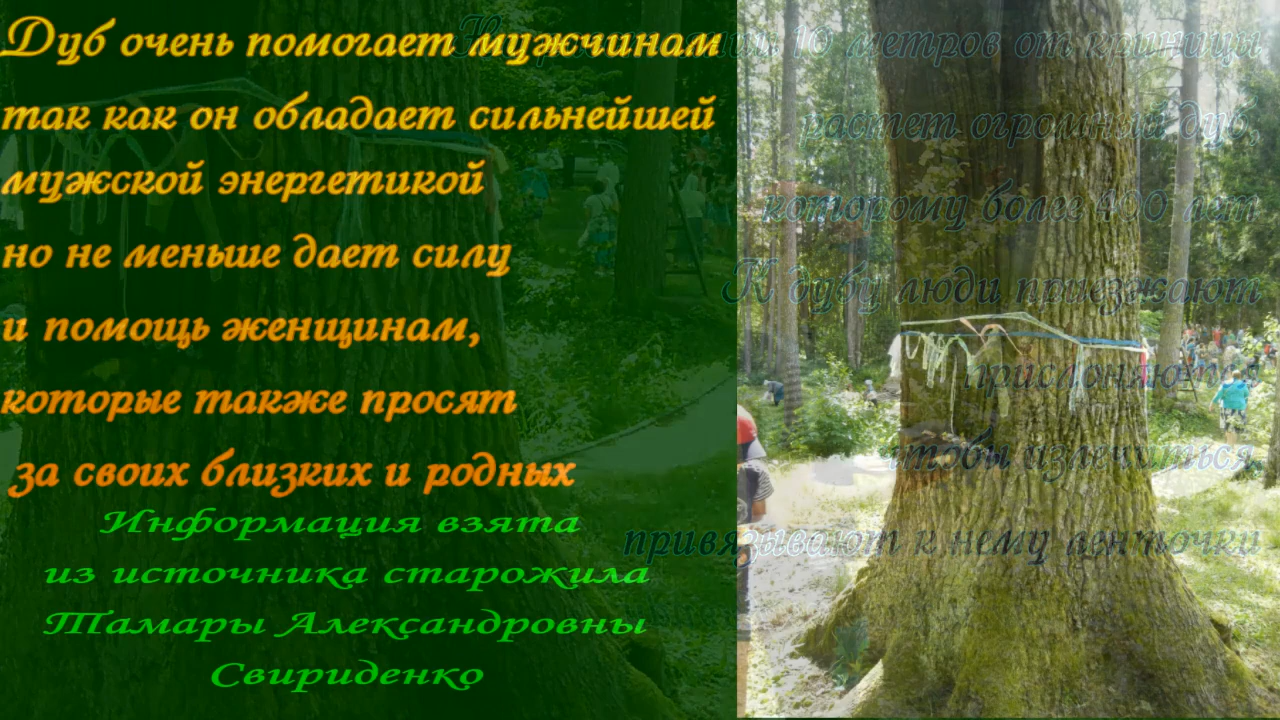 Дуб очень помогает мужчинам
так как он обладает сильнейшей
мужской энергетикой
но не меньше дает силу
и помощь женщинам,
которые также просят
за своих близких и родных
Информация взята
из источника старожила
Тамары Александровны
Свириденко
10 метров от криницы
растет огромный дуб,
которому более 400 лет
К дубу люди приезжают
прислоняются
чтобы излечиться
привязывают к нему ленточки